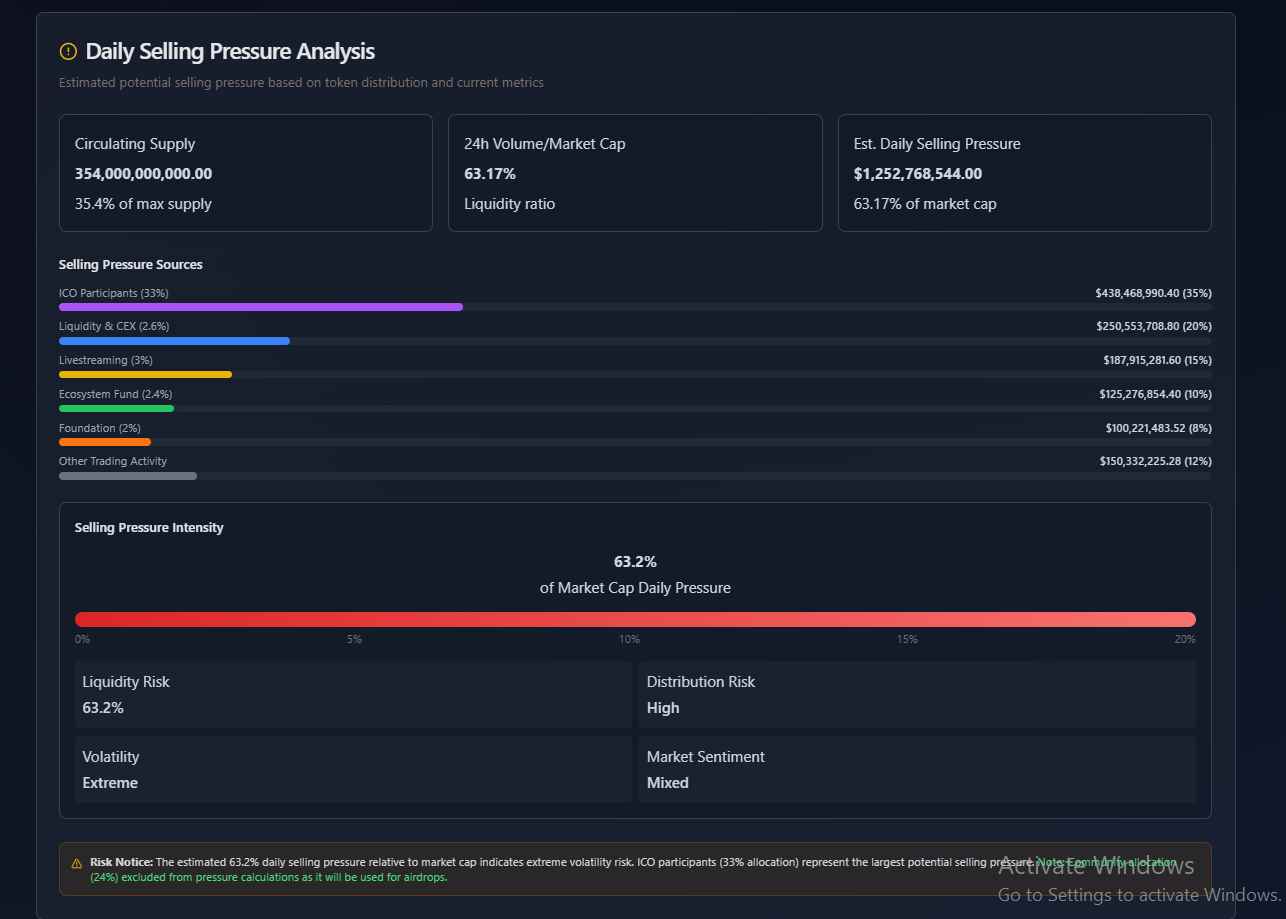 Daily Selling Pressure Analysis
Estimated potential selling pressure based on token distribution and current metrics
Circulating Supply
354,000,000,000.00
35.4% of max supply
24h Volume/Market Cap
63.17%
Liquidity ratio
Est. Daily Selling Pressure
$1,252,768,544.00
63.17% of market cap
Selling Pressure Sources
ICO Participants (33%) $438,468,990.40 (35%)
Liquidity & CEX (2.6%) $250,553,708.80 (20%)
Livestreaming (3%) $187,915,281.60 (15%)
Ecosystem Fund (2.4%) $125,276,854.40 (10%)
Foundation (2%) $100,221,483.52 (8%)
Other Trading Activity $150,332,225.28 (12%)
Selling Pressure Intensity
63.2%
of Market Cap Daily Pressure
0% 5% 10% 15% 20%
Liquidity Risk
63.2%
Distribution Risk
High
Volatility
Extreme
Market Sentiment
Mixed
Risk Notice: The estimated 63.2% daily selling pressure relative to market cap indicates extreme volatility risk. ICO participants (33% allocation) represent the largest potential selling pressure. Note: Community allocation
(24%) excluded from pressure calculations as it will be used for airdrops.
Activate Windows
Go to Settings to activate Windows.